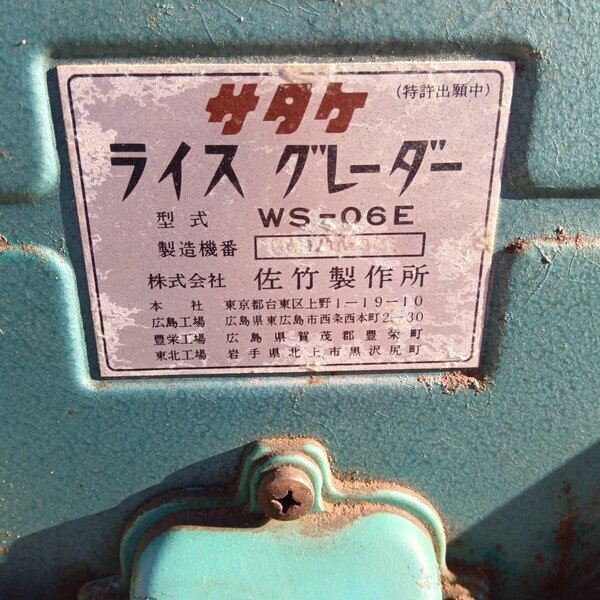 サタケ (特許出願中)
ライス グレーダー
型式 WS-06E
製造機番
株式会社 佐竹製作所
本社 東京都台東区上野1-19-10
広島工場 広島県東広島市西条西本町2-30
豊栄工場 広島県賀茂郡豊栄町
東北工場 岩手県北上市黒沢尻町